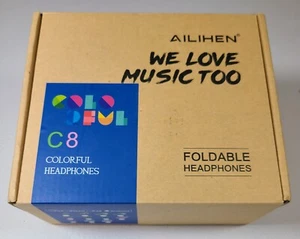 AILIHEN®
WE LOVE
MUSIC TOO
COLO
RFUL
C8
COLORFUL
HEADPHONES
FOLDABLE
HEADPHONES